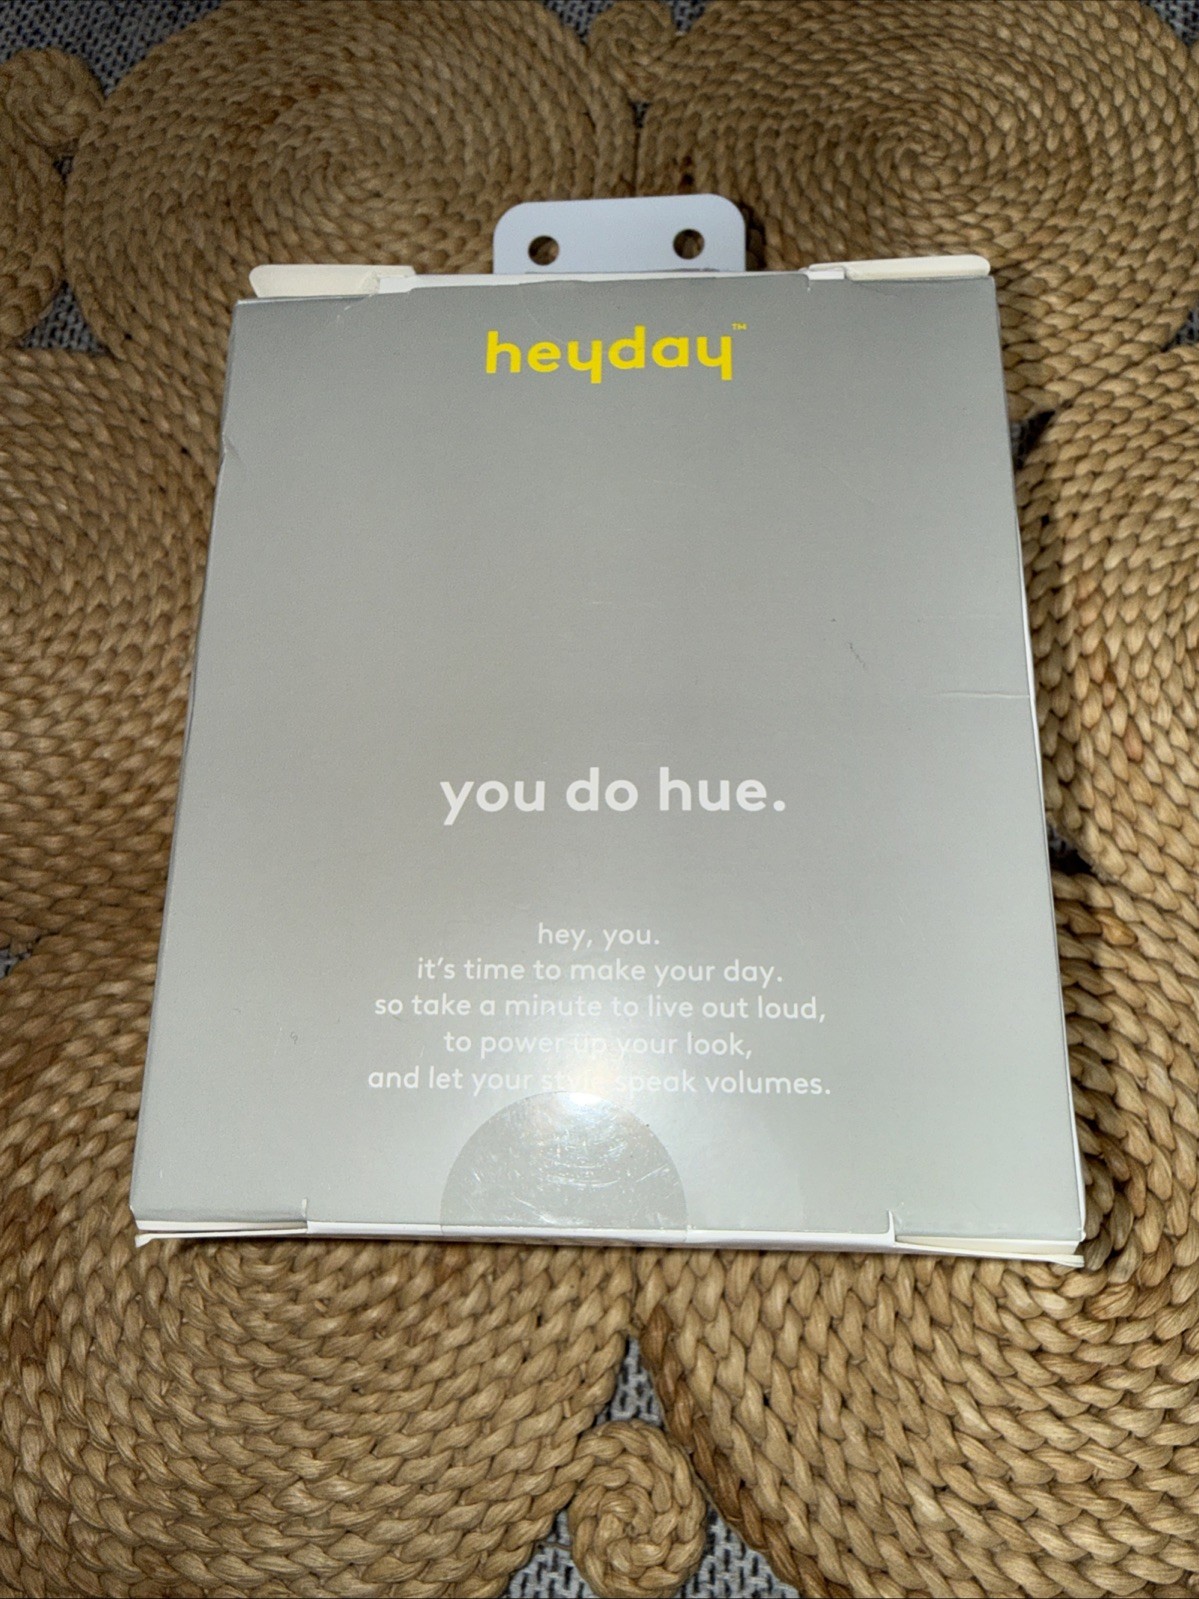 heyday™
you do hue.
hey, you.
it's time to make your day.
so take a minute to live out loud,
to power up your look,
and let your style speak volumes.